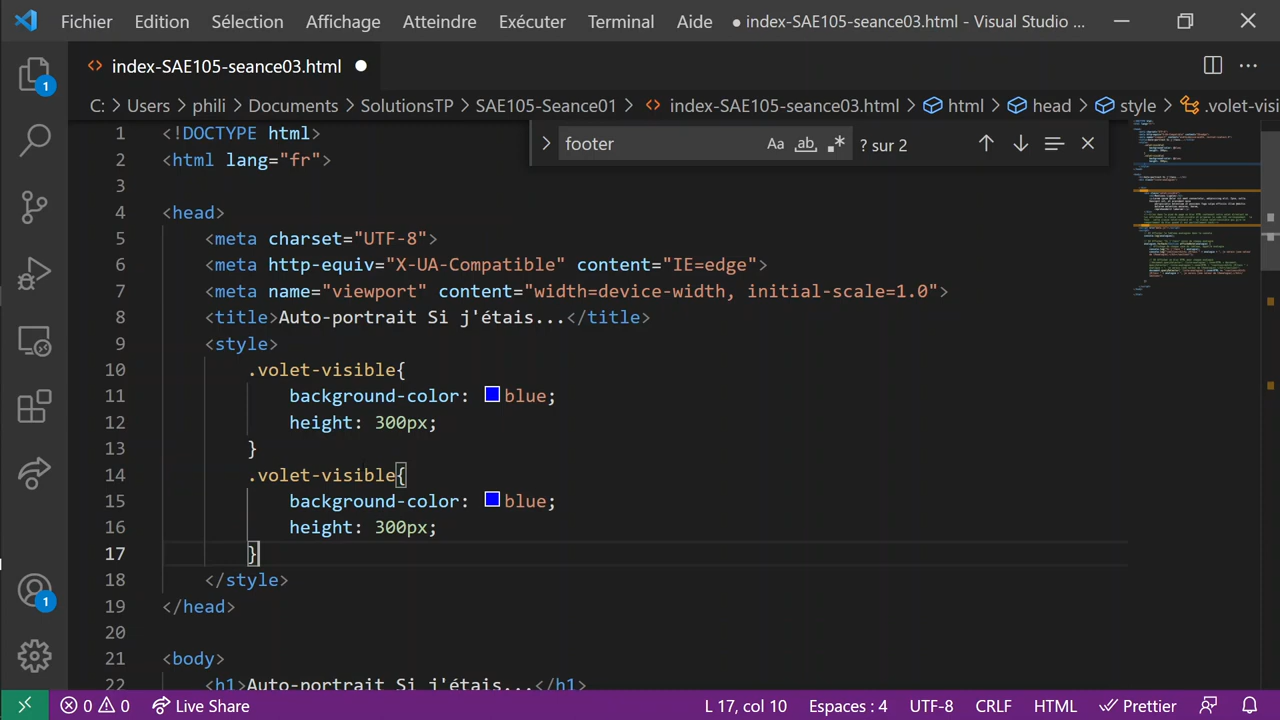 Fichier Edition Sélection Affichage Atteindre Exécuter Terminal Aide ● index-SAE105-seance03.html - Visual Studio ...
<> index-SAE105-seance03.html ●
C: > Users > phili > Documents > SolutionsTP > SAE105-Seance01 > <> index-SAE105-seance03.html > html > head > style > .volet-visi
footer Aa ab ? sur 2
1 <!DOCTYPE html>
2 <html lang="fr">
3
4 <head>
5 <meta charset="UTF-8">
6 <meta http-equiv="X-UA-Compatible" content="IE=edge">
7 <meta name="viewport" content="width=device-width, initial-scale=1.0">
8 <title>Auto-portrait Si j'étais...</title>
9 <style>
10 .volet-visible{
11 background-color: blue;
12 height: 300px;
13 }
14 .volet-visible{
15 background-color: blue;
16 height: 300px;
17 }
18 </style>
19 </head>
20
21 <body>
22 <h1>Auto-portrait Si j'étais...</h1>
1
1
0 0 Live Share L 17, col 10 Espaces : 4 UTF-8 CRLF HTML Prettier